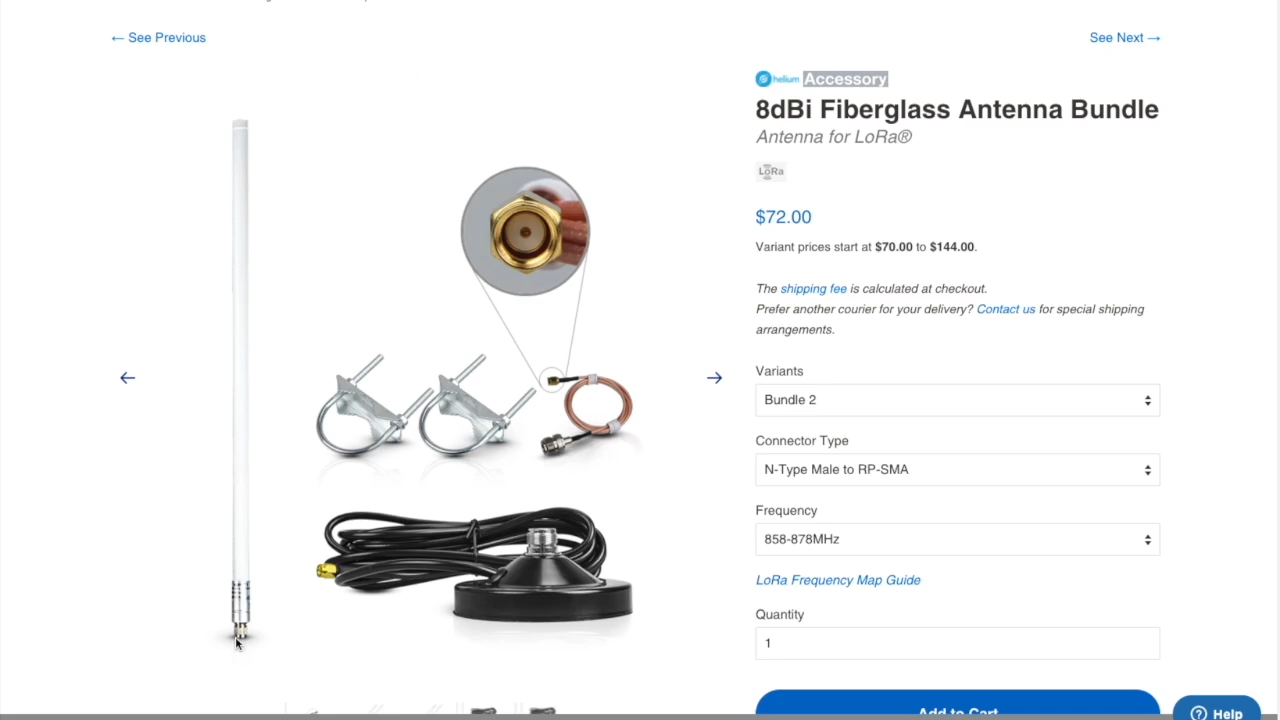 ← See Previous
See Next →
helium Accessory
8dBi Fiberglass Antenna Bundle
Antenna for LoRa®
LoRa
$72.00
Variant prices start at $70.00 to $144.00.
The shipping fee is calculated at checkout.
Prefer another courier for your delivery? Contact us for special shipping
arrangements.
Variants
Bundle 2
Connector Type
N-Type Male to RP-SMA
Frequency
858-878MHz
LoRa Frequency Map Guide
Quantity
1
Add to Cart
Help